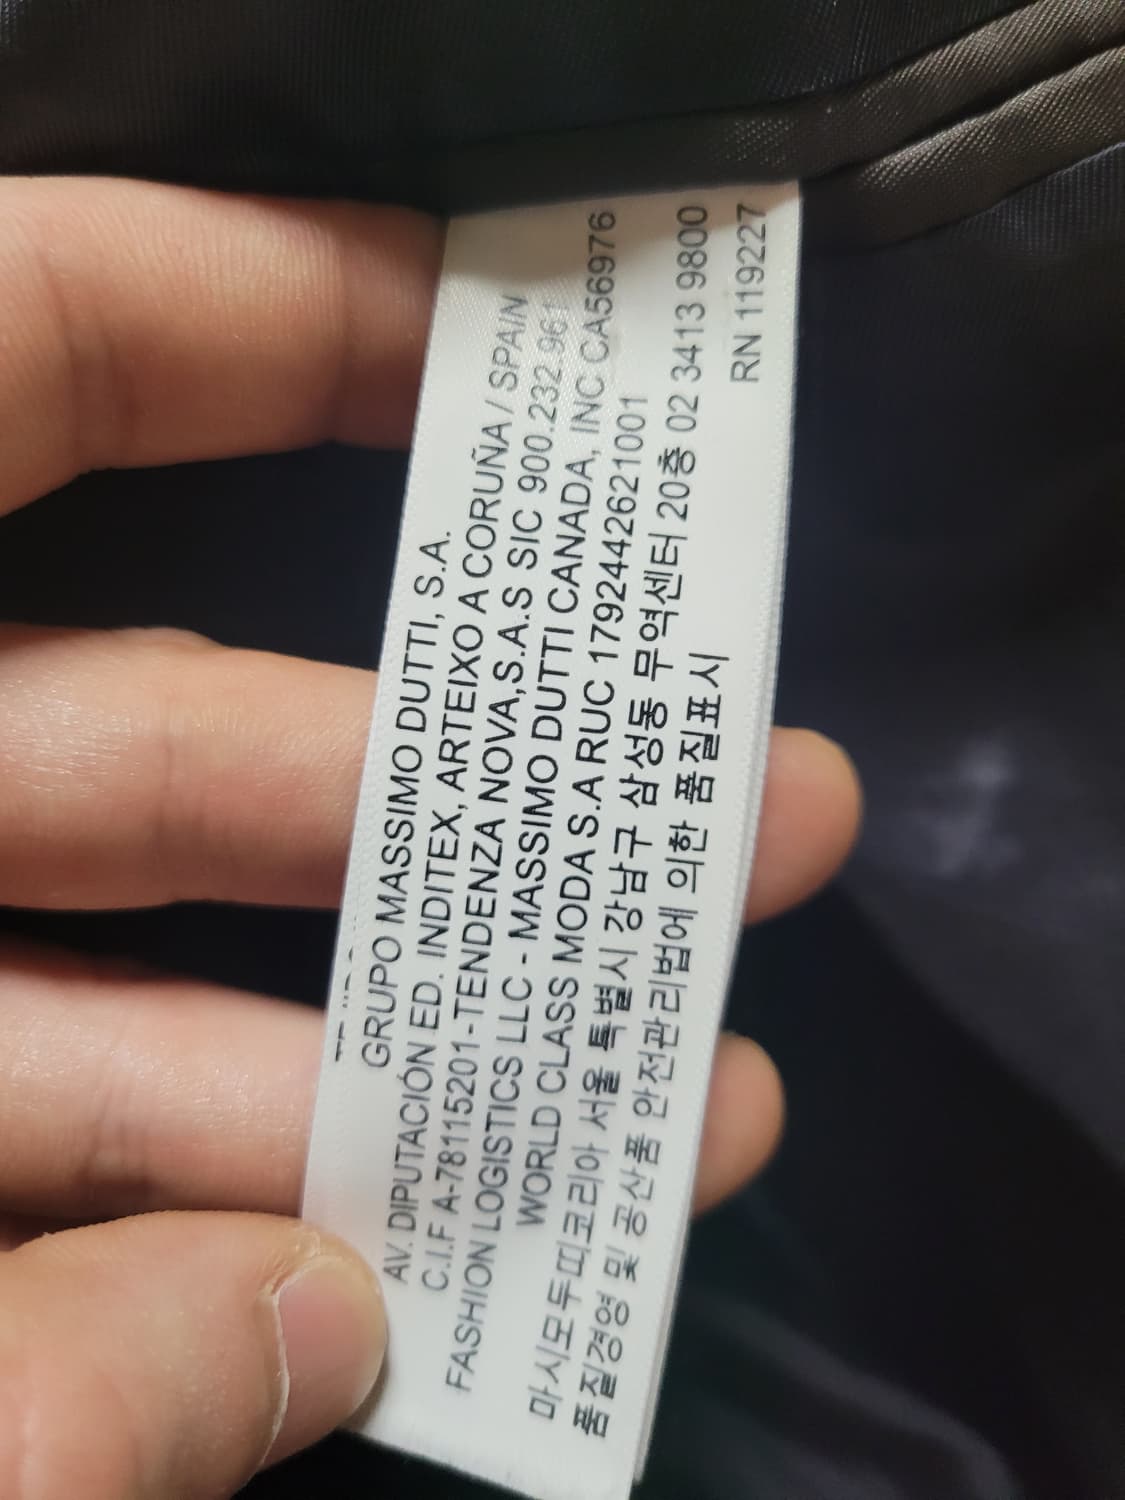 GRUPO MASSIMO DUTTI, S.A.
AV. DIPUTACIÓN ED. INDITEX, ARTEIXO A CORUÑA / SPAIN
C.I.F A-78115201 - TENDENZA NOVA,S.A.S SIC 900.232.961
FASHION LOGISTICS LLC - MASSIMO DUTTI CANADA, INC CA56976
WORLD CLASS MODA S.A RUC 1792442621001
마시모두띠코리아 서울 특별시 강남구 삼성동 무역센터 20층 02 3413 9800
품질경영 및 공산품 안전관리법에 의한 품질표시
RN 119227